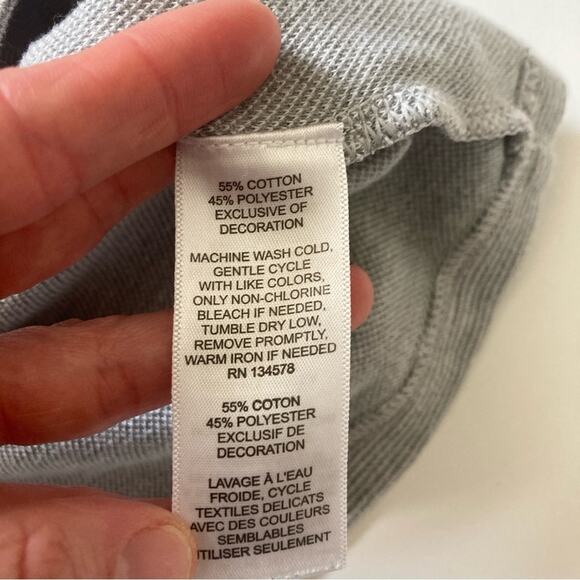 55% COTTON
45% POLYESTER
EXCLUSIVE OF
DECORATION
MACHINE WASH COLD,
GENTLE CYCLE
WITH LIKE COLORS,
ONLY NON-CHLORINE
BLEACH IF NEEDED,
TUMBLE DRY LOW,
REMOVE PROMPTLY,
WARM IRON IF NEEDED
RN 134578
55% COTON
45% POLYESTER
EXCLUSIF DE
DECORATION
LAVAGE À L'EAU
FROIDE, CYCLE
TEXTILES DELICATS
AVEC DES COULEURS
SEMBLABLES
UTILISER SEULEMENT